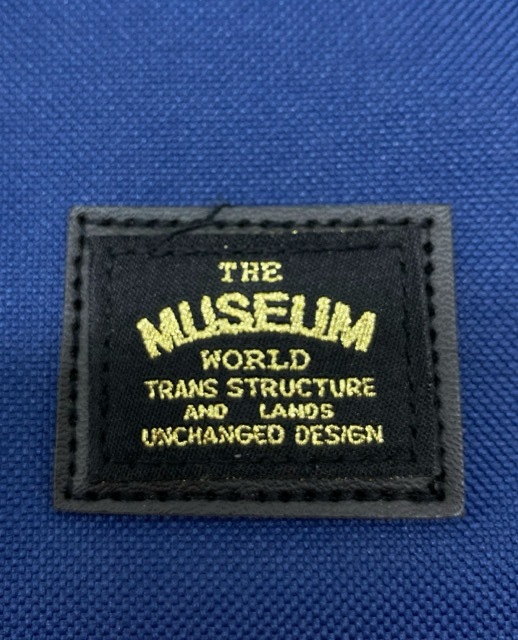 THE
MUSEUM
WORLD
TRANS STRUCTURE
AND LANDS
UNCHANGED DESIGN